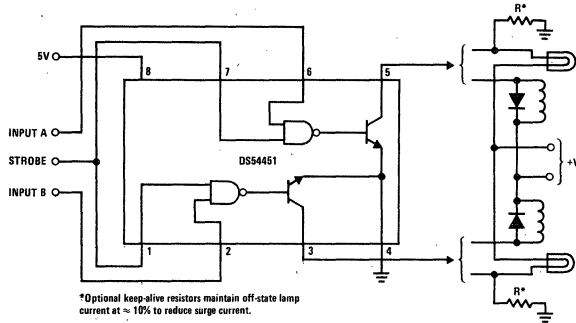 R*
5V
8
7
6
5
INPUT A
STROBE
INPUT B
DS54451
+V
1
2
3
4
R*
*Optional keep-alive resistors maintain off-state lamp
current at ≈ 10% to reduce surge current.